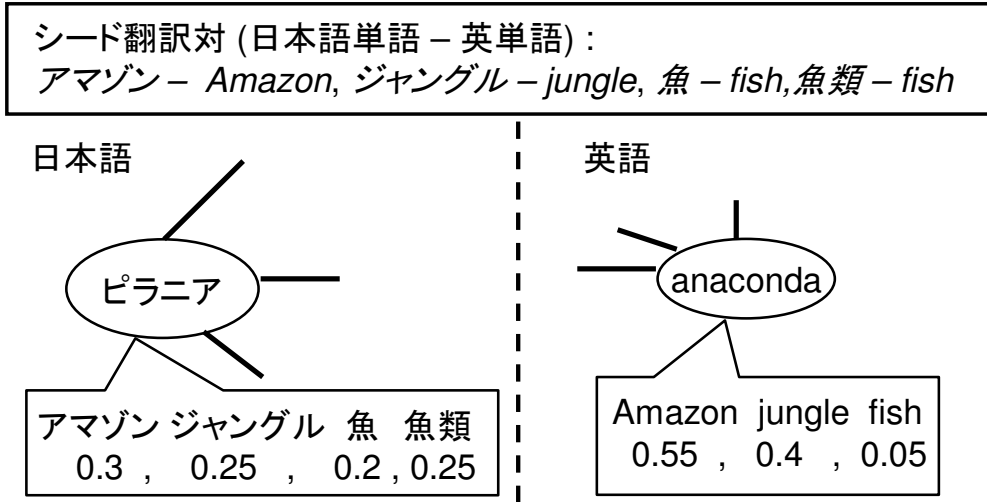 シード翻訳対 (日本語単語 – 英単語) :
アマゾン – Amazon, ジャングル – jungle, 魚 – fish,魚類 – fish
日本語
ピラニア
アマゾン ジャングル 魚 魚類
0.3 , 0.25 , 0.2 , 0.25
英語
anaconda
Amazon jungle fish
0.55 , 0.4 , 0.05